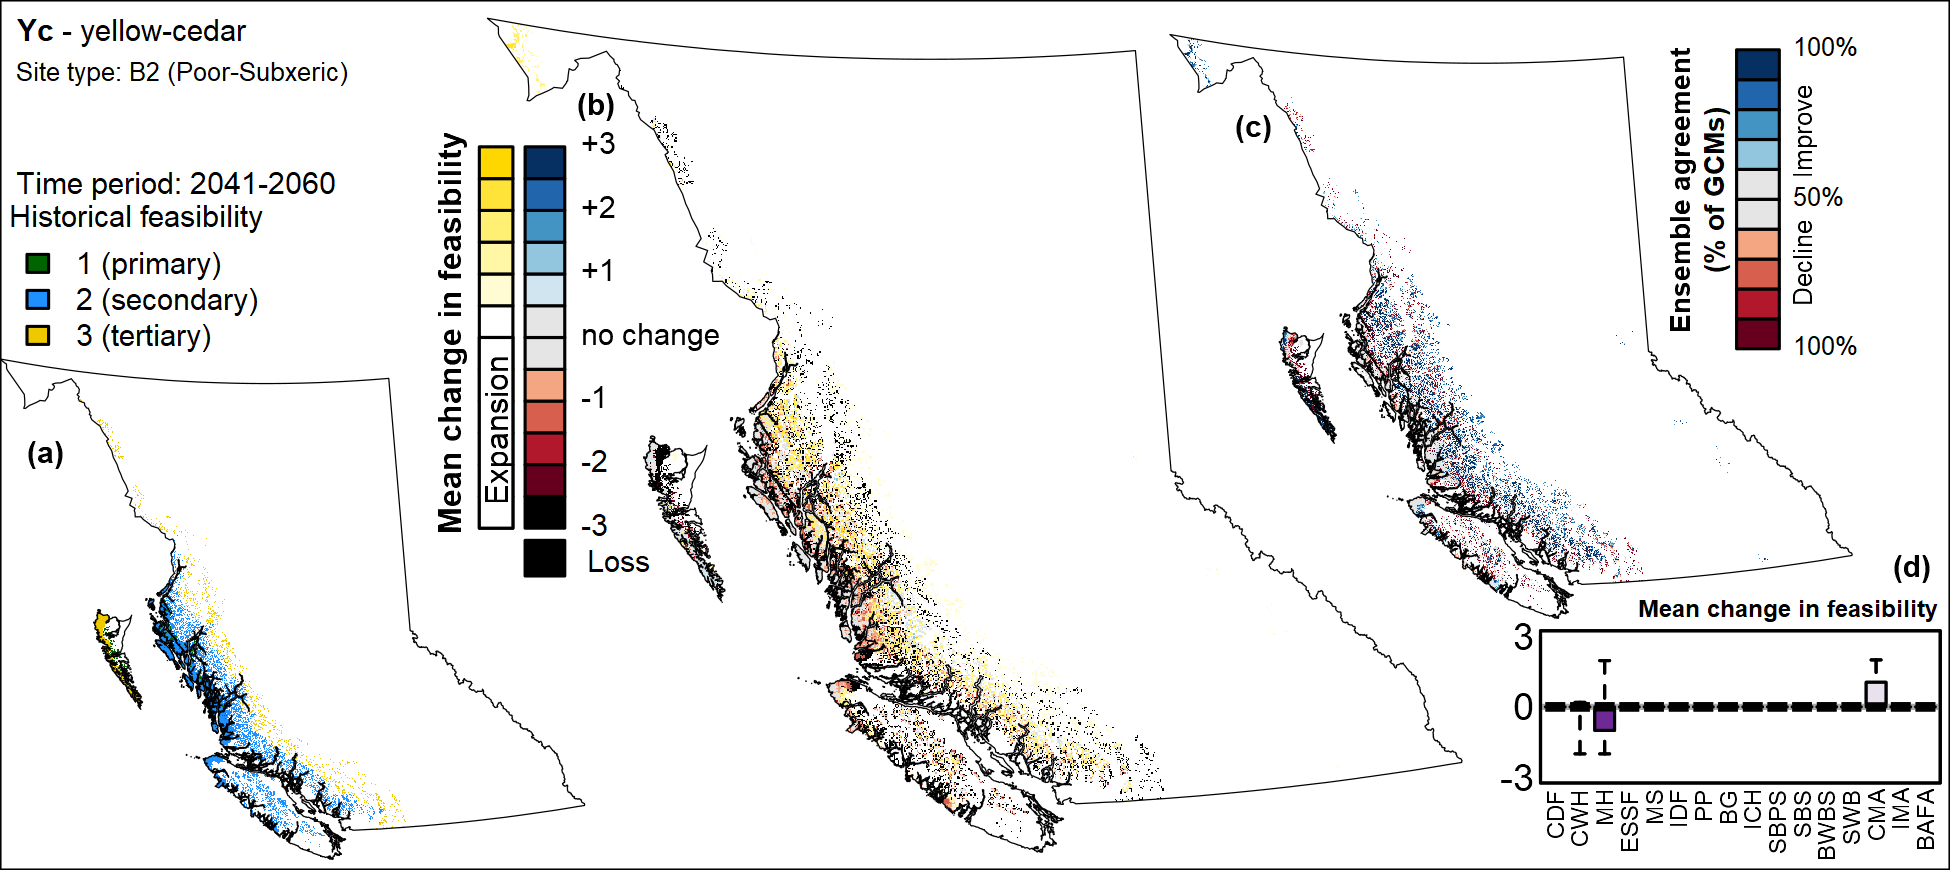 Yc - yellow-cedar
Site type: B2 (Poor-Subxeric)
Time period: 2041-2060
Historical feasibility
1 (primary)
2 (secondary)
3 (tertiary)
(a)
(b)
Mean change in feasibility
Expansion
+3
+2
+1
no change
-1
-2
-3
Loss
(c)
Ensemble agreement
(% of GCMs)
Improve
Decline
100%
50%
100%
(d)
Mean change in feasibility
3
0
-3
CDF
CWH
MH
ESSF
MS
IDF
PP
BG
ICH
SBPS
SBS
BWBS
SWB
CMA
IMA
BAFA